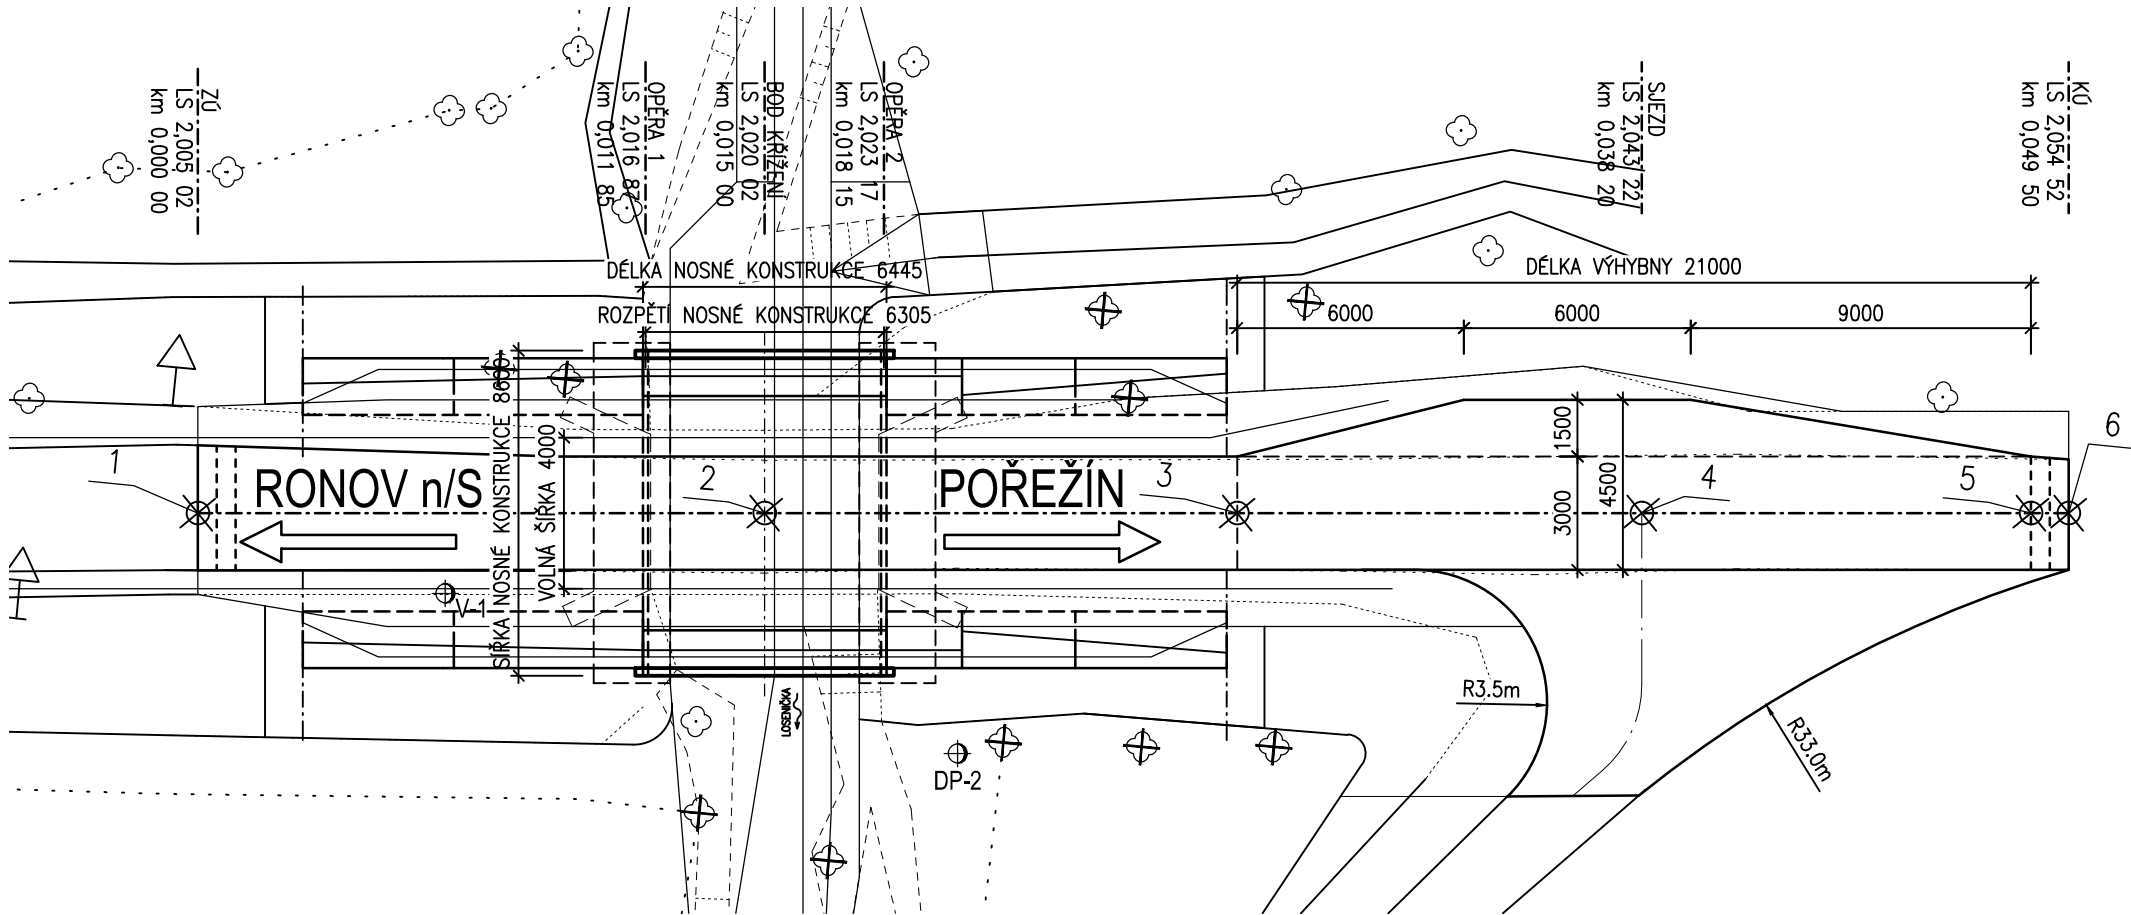 ZÚ
LS 2,005 02
km 0,000 00
OPĚRA 1
LS 2,016 87
km 0,011 85
BOD KŘÍŽENÍ
LS 2,020 02
km 0,015 00
OPĚRA 2
LS 2,023 17
km 0,018 15
SJEZD
LS 2,043 22
km 0,038 20
KÚ
LS 2,054 52
km 0,049 50
DÉLKA NOSNÉ KONSTRUKCE 6445
DÉLKA VÝHYBNY 21000
ROZPĚTÍ NOSNÉ KONSTRUKCE 6305
6000
6000
9000
ŠÍŘKA NOSNÉ KONSTRUKCE 8600
VOLNÁ ŠÍŘKA 4000
1500
4500
3000
1
RONOV n/S
2
POŘEŽÍN
3
4
5
6
V-1
R3.5m
LOSENIČKA
R33.0m
DP-2